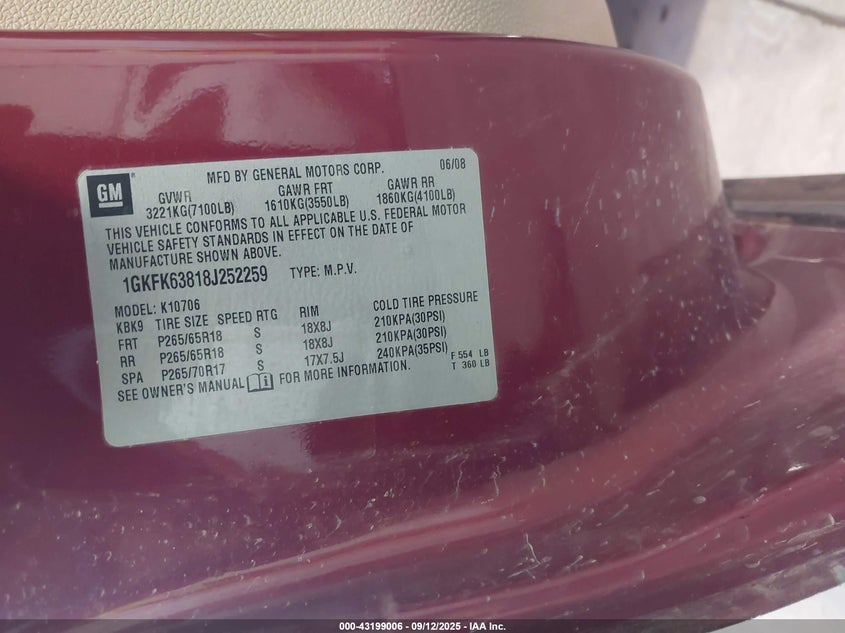 GM
MFD BY GENERAL MOTORS CORP. 06/08
GVWR GAWR FRT GAWR RR
3221KG(7100LB) 1610KG(3550LB) 1860KG(4100LB)
THIS VEHICLE CONFORMS TO ALL APPLICABLE U.S. FEDERAL MOTOR
VEHICLE SAFETY STANDARDS IN EFFECT ON THE DATE OF
MANUFACTURE SHOWN ABOVE.
1GKFK63818J252259 TYPE: M.P.V.
MODEL: K10706
KBK9 TIRE SIZE SPEED RTG RIM COLD TIRE PRESSURE
FRT P265/65R18 S 18X8J 210KPA(30PSI)
RR P265/65R18 S 18X8J 210KPA(30PSI)
SPA P265/70R17 S 17X7.5J 240KPA(35PSI)
F 554 LB
T 360 LB
SEE OWNER'S MANUAL FOR MORE INFORMATION.
000-43199006 - 09/12/2025 - IAA Inc.